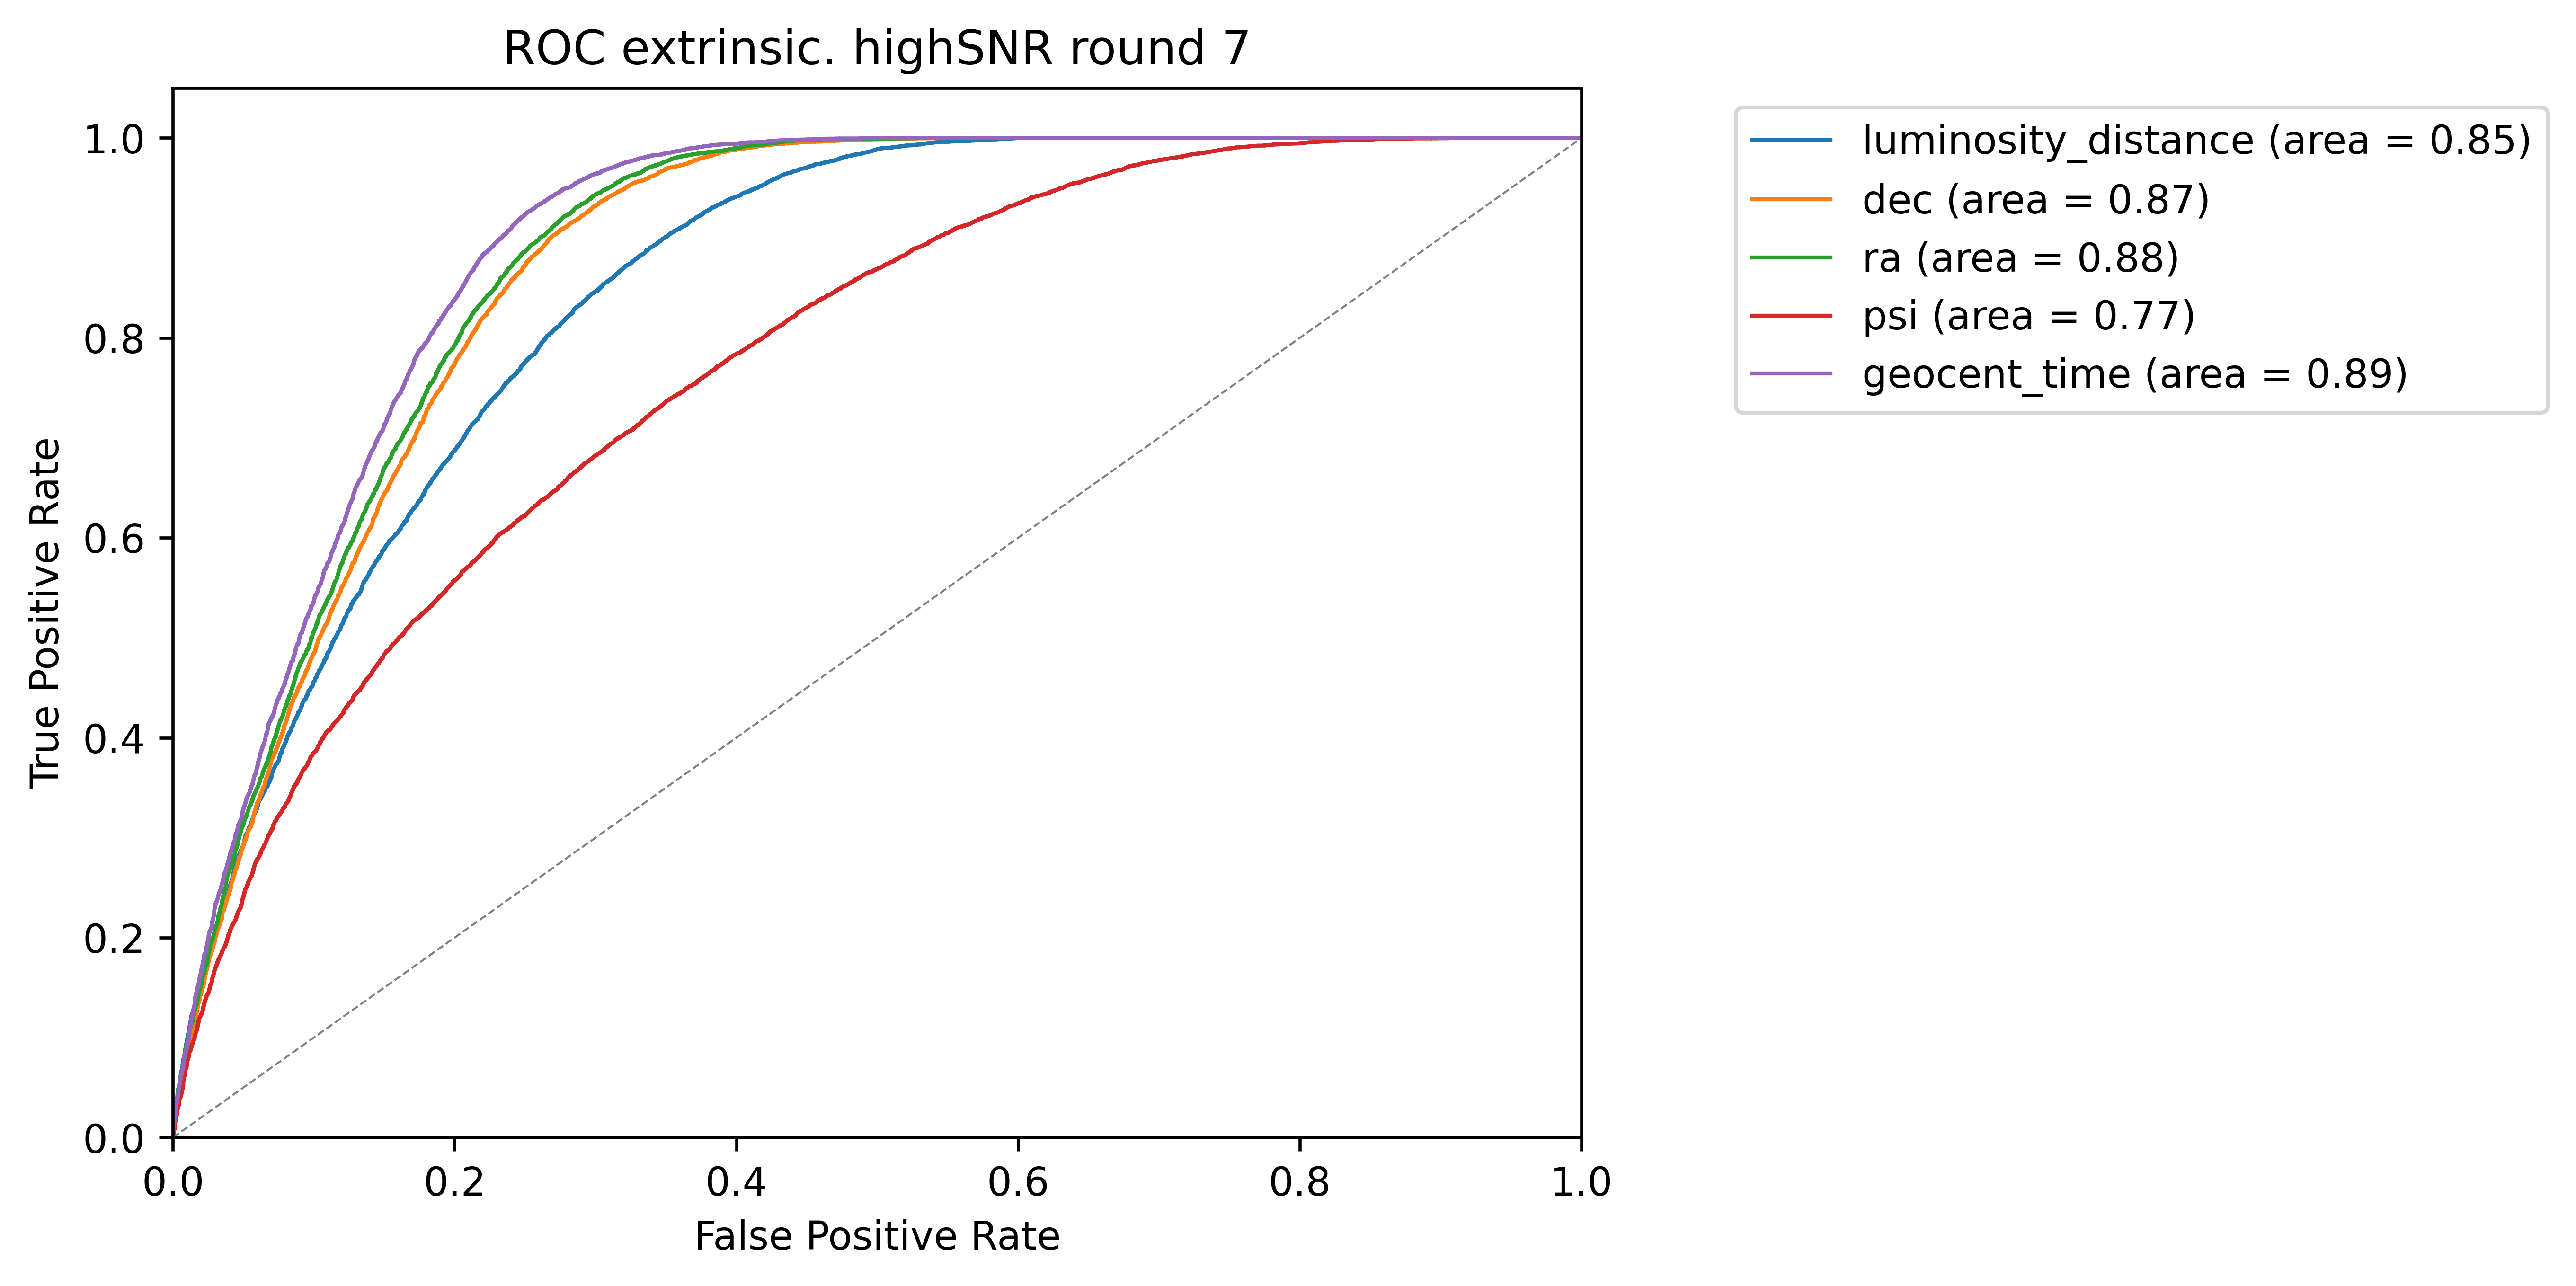 ROC extrinsic. highSNR round 7
luminosity_distance (area = 0.85)
dec (area = 0.87)
ra (area = 0.88)
psi (area = 0.77)
geocent_time (area = 0.89)
True Positive Rate
1.0
0.8
0.6
0.4
0.2
0.0
0.0 0.2 0.4 0.6 0.8 1.0
False Positive Rate